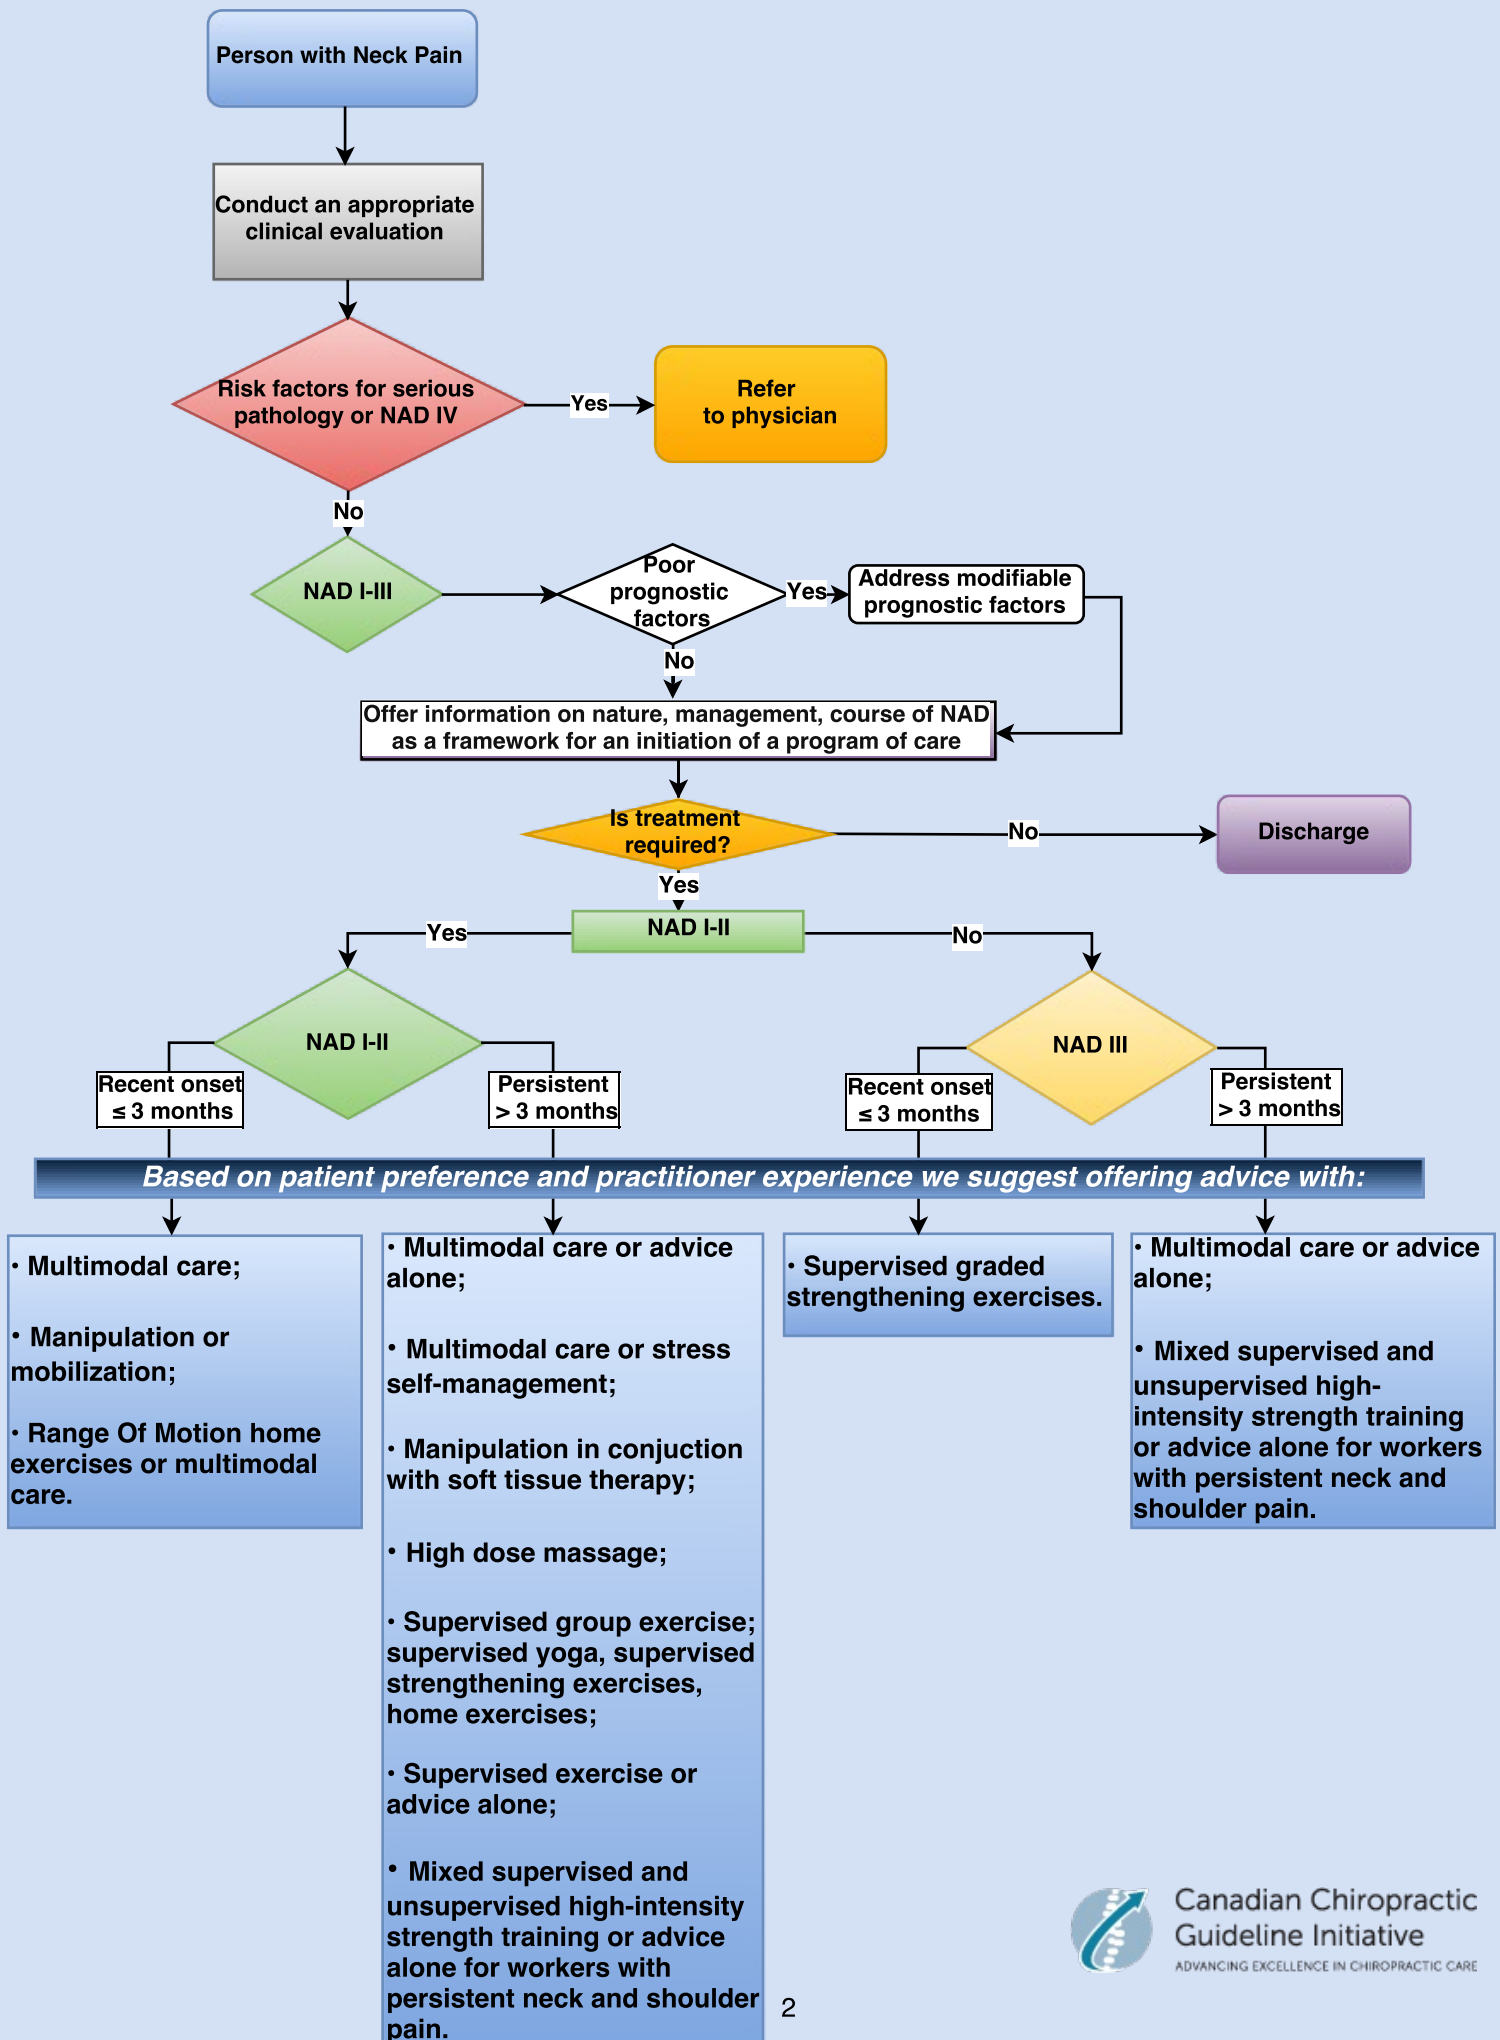 Person with Neck Pain
Conduct an appropriate
clinical evaluation
Risk factors for serious
pathology or NAD IV
Yes
Refer
to physician
No
NAD I-III
Poor
prognostic
factors
Yes
Address modifiable
prognostic factors
No
Offer information on nature, management, course of NAD
as a framework for an initiation of a program of care
Is treatment
required?
No
Discharge
Yes
NAD I-II
Yes
No
NAD I-II
NAD III
Recent onset
≤ 3 months
Persistent
> 3 months
Recent onset
≤ 3 months
Persistent
> 3 months
Based on patient preference and practitioner experience we suggest offering advice with:
· Multimodal care;
· Manipulation or
mobilization;
· Range Of Motion home
exercises or multimodal
care.
· Multimodal care or advice
alone;
· Multimodal care or stress
self-management;
· Manipulation in conjuction
with soft tissue therapy;
· High dose massage;
· Supervised group exercise;
supervised yoga, supervised
strengthening exercises,
home exercises;
· Supervised exercise or
advice alone;
· Mixed supervised and
unsupervised high-intensity
strength training or advice
alone for workers with
persistent neck and shoulder
pain.
· Supervised graded
strengthening exercises.
· Multimodal care or advice
alone;
· Mixed supervised and
unsupervised high-
intensity strength training
or advice alone for workers
with persistent neck and
shoulder pain.
Canadian Chiropractic
Guideline Initiative
ADVANCING EXCELLENCE IN CHIROPRACTIC CARE
2